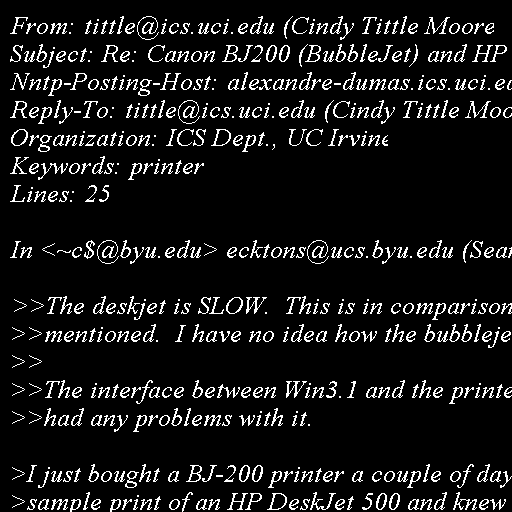 From: tittle@ics.uci.edu (Cindy Tittle Moore
Subject: Re: Canon BJ200 (BubbleJet) and HP
Nntp-Posting-Host: alexandre-dumas.ics.uci.ed
Reply-To: tittle@ics.uci.edu (Cindy Tittle Moo
Organization: ICS Dept., UC Irvine
Keywords: printer
Lines: 25

In <~c$@byu.edu> ecktons@ucs.byu.edu (Sean

>>The deskjet is SLOW.  This is in comparison
>>mentioned.  I have no idea how the bubbleje
>>
>>The interface between Win3.1 and the printe
>>had any problems with it.

>I just bought a BJ-200 printer a couple of day
>sample print of an HP DeskJet 500 and knew